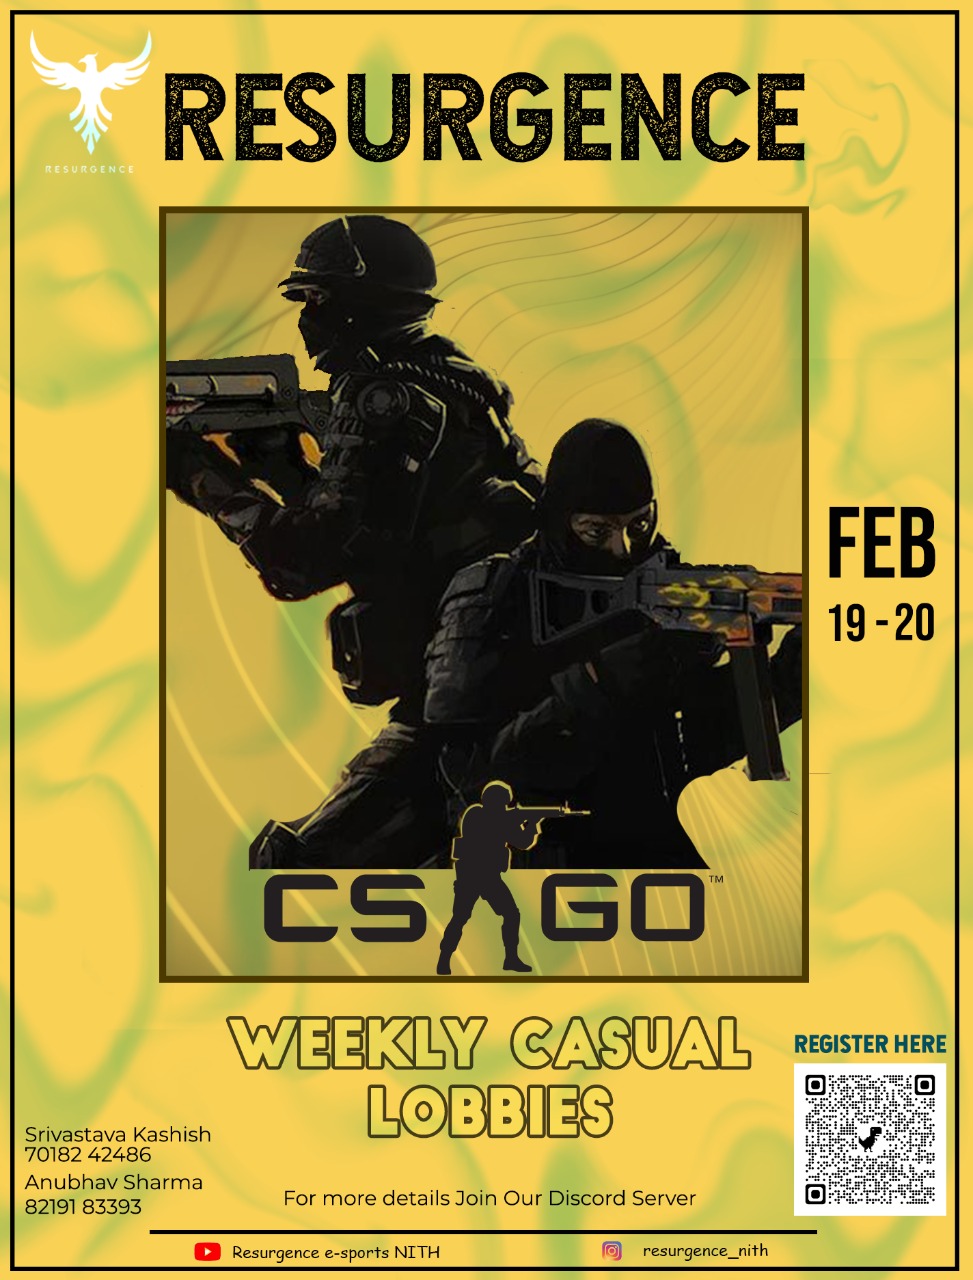 RESURGENCE
RESURGENCE
FEB
19 - 20
CS GO™
WEEKLY CASUAL
LOBBIES
REGISTER HERE
Srivastava Kashish
70182 42486
Anubhav Sharma
82191 83393
For more details Join Our Discord Server
Resurgence e-sports NITH
resurgence_nith